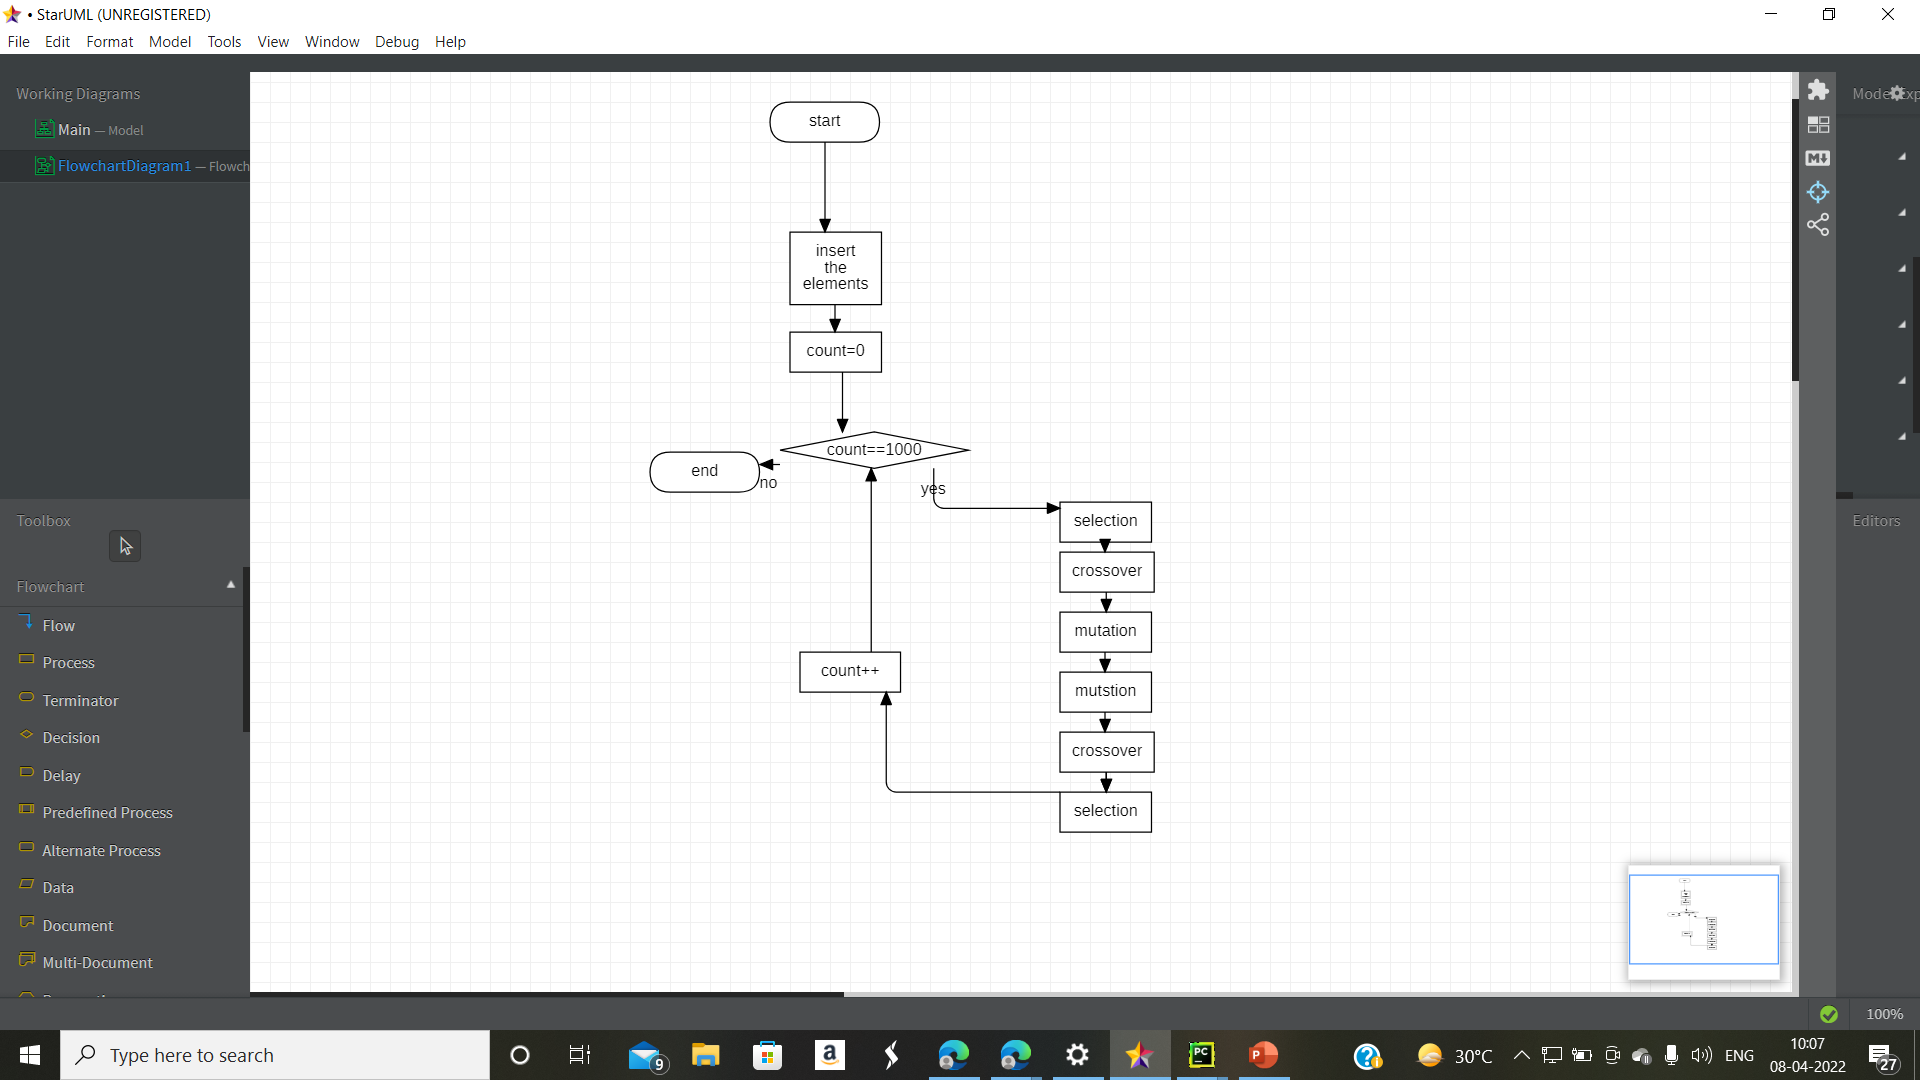 • StarUML (UNREGISTERED)
File Edit Format Model Tools View Window Debug Help
Working Diagrams
Main — Model
FlowchartDiagram1 — Flowch
Toolbox
Flowchart
Flow
Process
Terminator
Decision
Delay
Predefined Process
Alternate Process
Data
Document
Multi-Document
start
insert
the
elements
count=0
count==1000
end
no
yes
selection
crossover
mutation
mutstion
crossover
selection
count++
M
Editors
100%
Type here to search
9
a
PC
P
30°C
ENG
10:07
08-04-2022
27